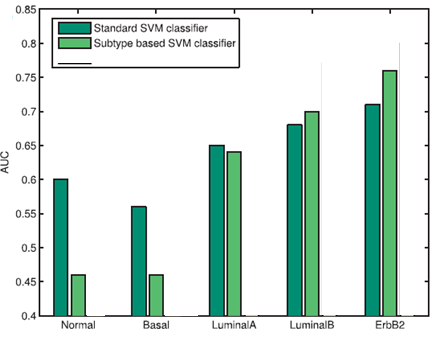 0.85
0.8
0.75
0.7
0.65
0.6
0.55
0.5
0.45
0.4
AUC
Standard SVM classifier
Subtype based SVM classifier
Normal Basal LuminalA LuminalB ErbB2